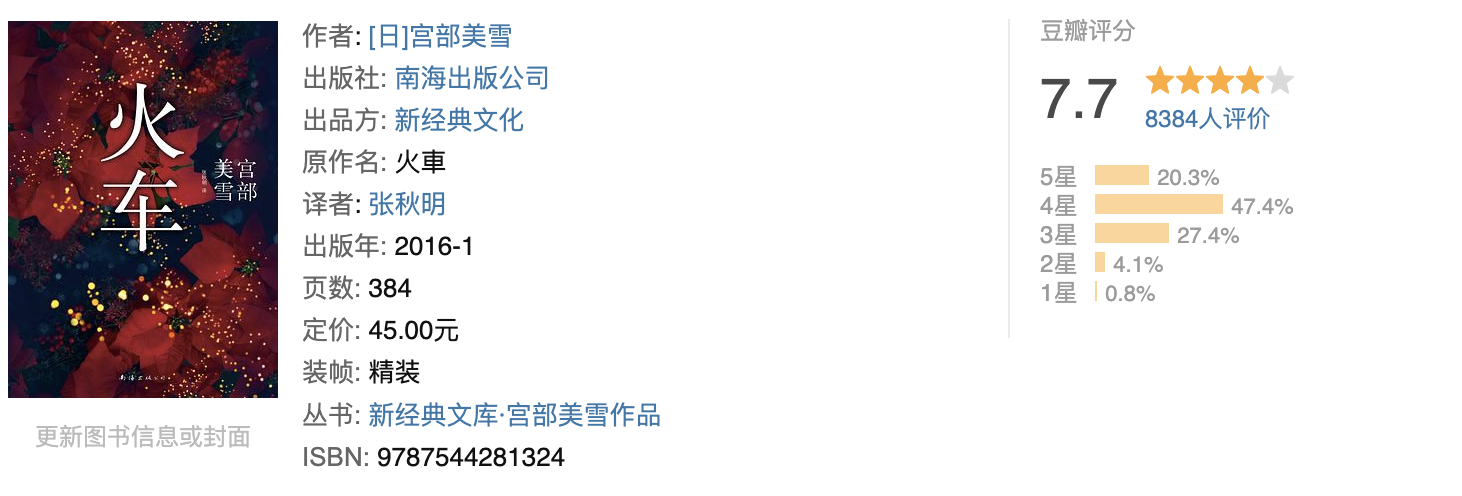 火车
宫部
美雪
作者: [日]宫部美雪
出版社: 南海出版公司
出品方: 新经典文化
原作名: 火車
译者: 张秋明
出版年: 2016-1
页数: 384
定价: 45.00元
装帧: 精装
丛书: 新经典文库·宫部美雪作品
ISBN: 9787544281324
更新图书信息或封面
豆瓣评分
7.7
8384人评价
5星 20.3%
4星 47.4%
3星 27.4%
2星 4.1%
1星 0.8%